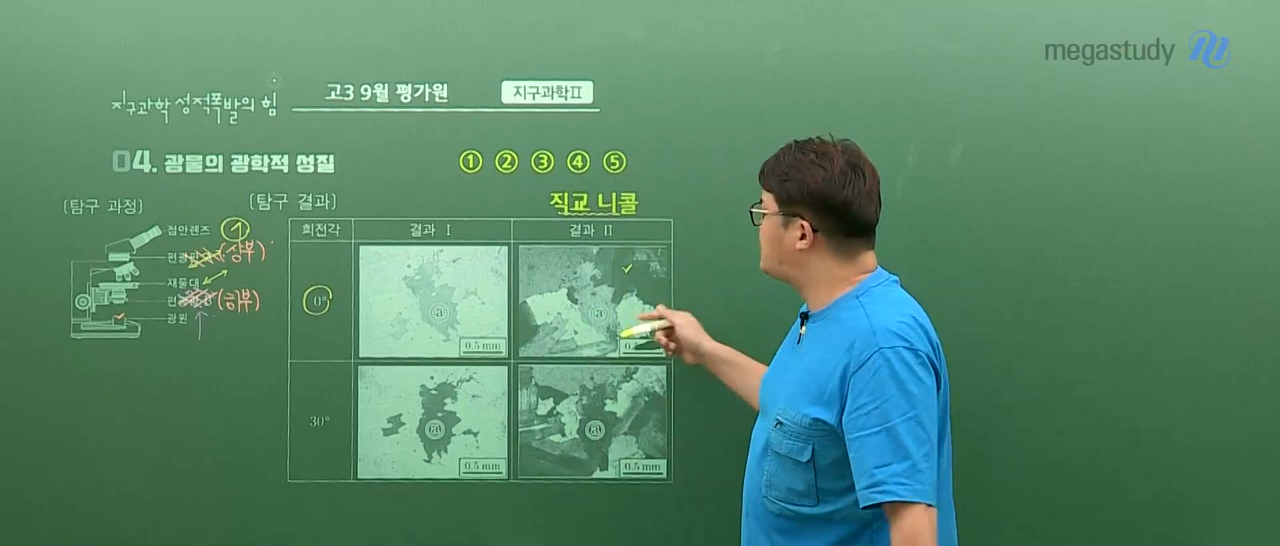 megastudy
지구과학 성적폭발의 힘
고3 9월 평가원
지구과학Ⅱ
04. 광물의 광학적 성질
① ② ③ ④ ⑤
[탐구 과정]
[탐구 결과]
직교 니콜
접안렌즈
①
(상부)
재물대
(하부)
광원
회전각
결과 Ⅰ
결과 Ⅱ
0°
ⓐ
0.5 mm
ⓐ
30°
ⓐ
0.5 mm
ⓐ
0.5 mm